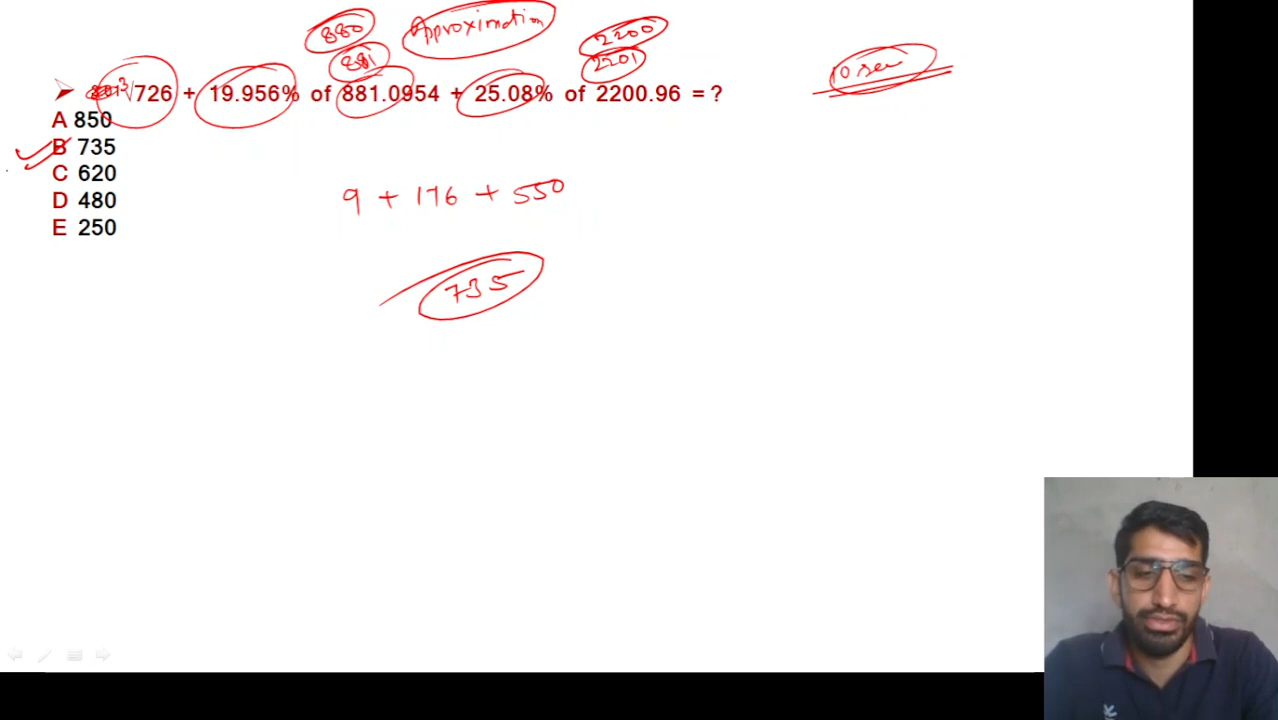 880 Approximation 2200
881 2201 10 sec
³√726 + 19.956% of 881.0954 + 25.08% of 2200.96 = ?
A 850
B 735
C 620
D 480
E 250
9 + 176 + 550
735